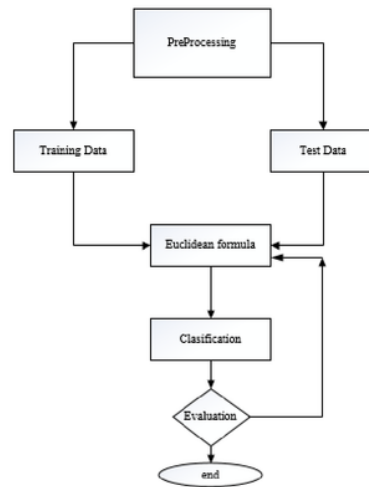 PreProcessing
Training Data
Test Data
Euclidean formula
Clasification
Evaluation
end